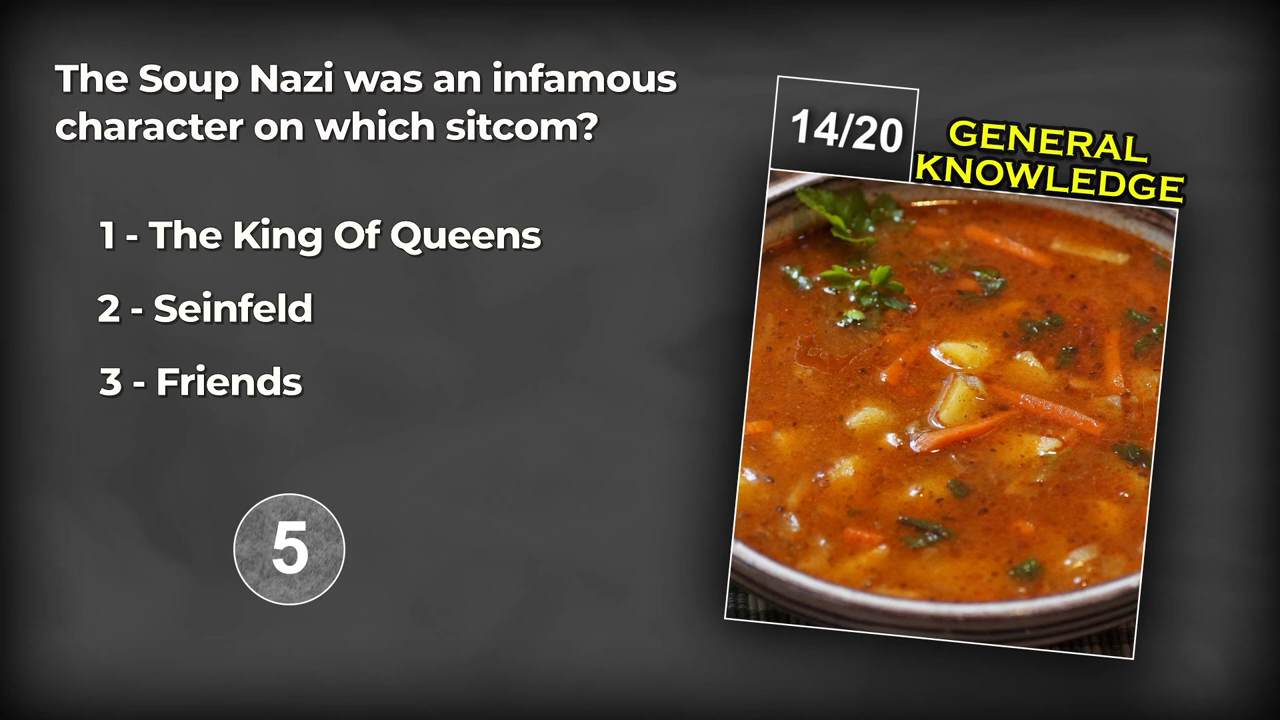 The Soup Nazi was an infamous
character on which sitcom?
1 - The King Of Queens
2 - Seinfeld
3 - Friends
5
14/20
GENERAL
KNOWLEDGE